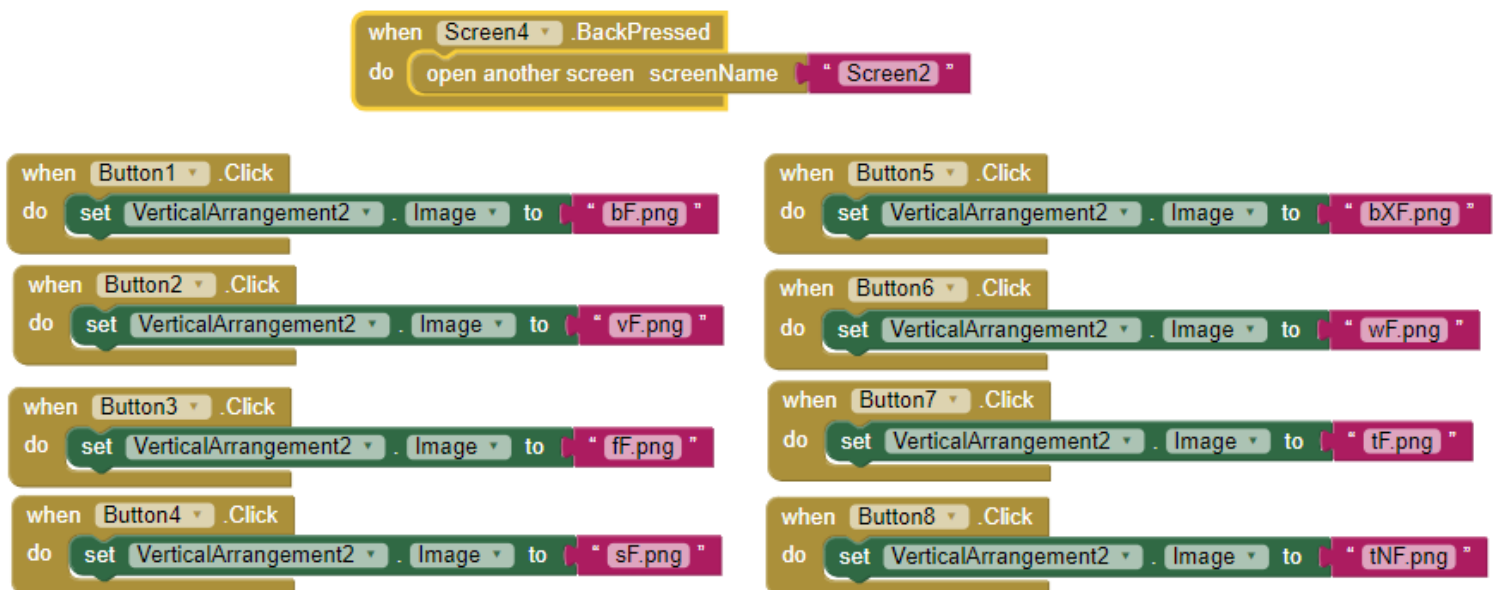 when Screen4 .BackPressed
do open another screen screenName " Screen2 "
when Button1 .Click
do set VerticalArrangement2 . Image to " bF.png "
when Button2 .Click
do set VerticalArrangement2 . Image to " vF.png "
when Button3 .Click
do set VerticalArrangement2 . Image to " fF.png "
when Button4 .Click
do set VerticalArrangement2 . Image to " sF.png "
when Button5 .Click
do set VerticalArrangement2 . Image to " bXF.png "
when Button6 .Click
do set VerticalArrangement2 . Image to " wF.png "
when Button7 .Click
do set VerticalArrangement2 . Image to " tF.png "
when Button8 .Click
do set VerticalArrangement2 . Image to " tNF.png "